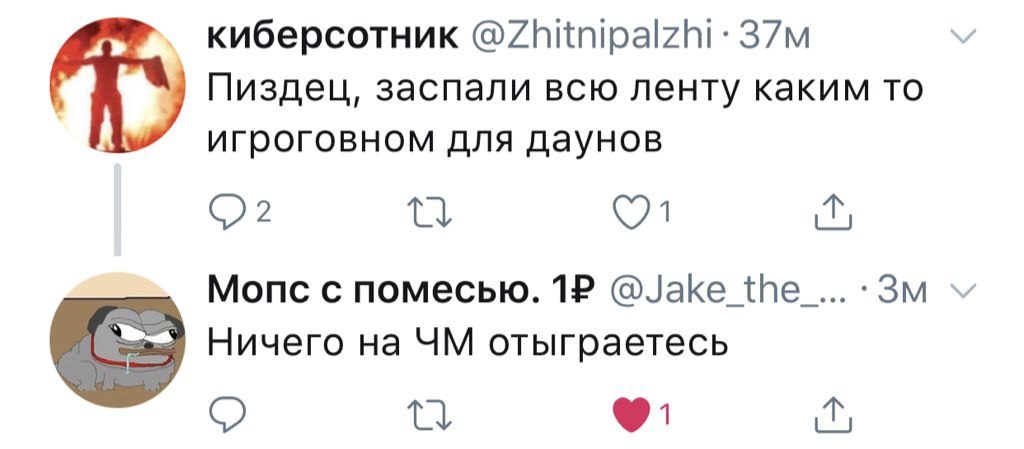 киберсотник @Zhitnipalzhi · 37м
Пиздец, заспали всю ленту каким то
игроговном для даунов
2 1
Мопс с помесью. 1₽ @Jake_the_... · 3м
Ничего на ЧМ отыграетесь
1